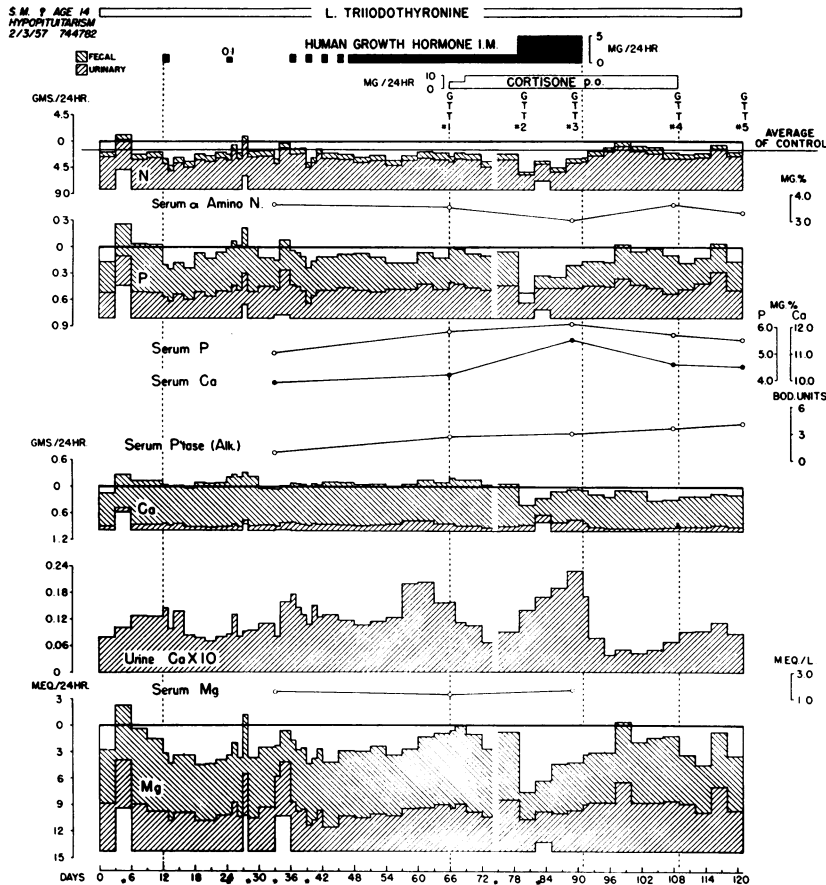 S.M. ♀ AGE 14
HYPOPITUITARISM
2/3/57 744782
L. TRIIODOTHYRONINE
FECAL
URINARY
0.1
HUMAN GROWTH HORMONE I.M.
5
0
MG/24HR
MG/24HR
10
0
CORTISONE p.o.
GTT *1
GTT *2
GTT *3
GTT *4
GTT *5
GMS/24HR.
4.5
0
4.5
9.0
N
AVERAGE OF CONTROL
MG.%
4.0
3.0
Serum α Amino N.
0.3
0
0.3
0.6
0.9
P
MG.%
P Ca
6.0 12.0
5.0 11.0
4.0 10.0
Serum P
Serum Ca
BOD.UNITS
6
3
0
Serum P'tase (Alk.)
GMS/24HR.
0.6
0
0.6
1.2
Ca
0.24
0.18
0.12
0.06
0
Urine Ca X 10
MEQ/L
3.0
1.0
Serum Mg
MEQ/24HR.
3
0
3
6
9
12
15
Mg
DAYS 0 6 12 18 24 30 36 42 48 54 60 66 72 78 84 90 96 102 108 114 120